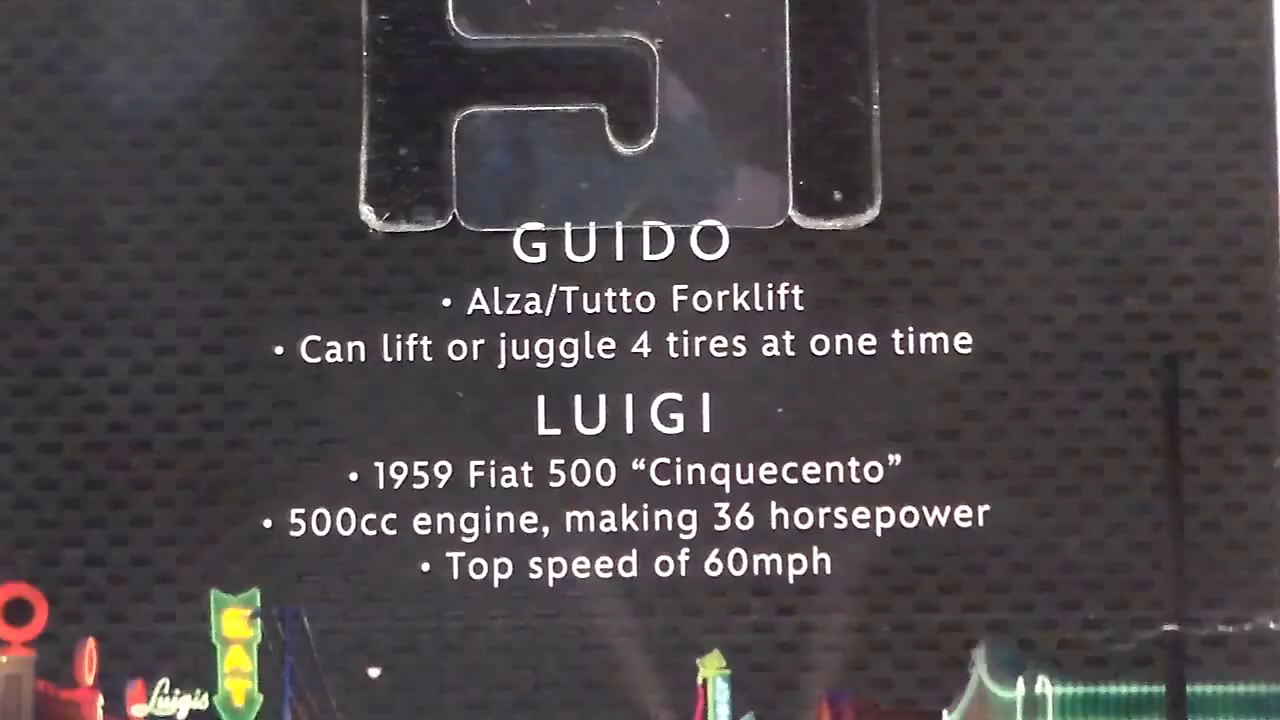 GUIDO
• Alza/Tutto Forklift
• Can lift or juggle 4 tires at one time
LUIGI
• 1959 Fiat 500 “Cinquecento”
• 500cc engine, making 36 horsepower
• Top speed of 60mph
EAT
Luigis